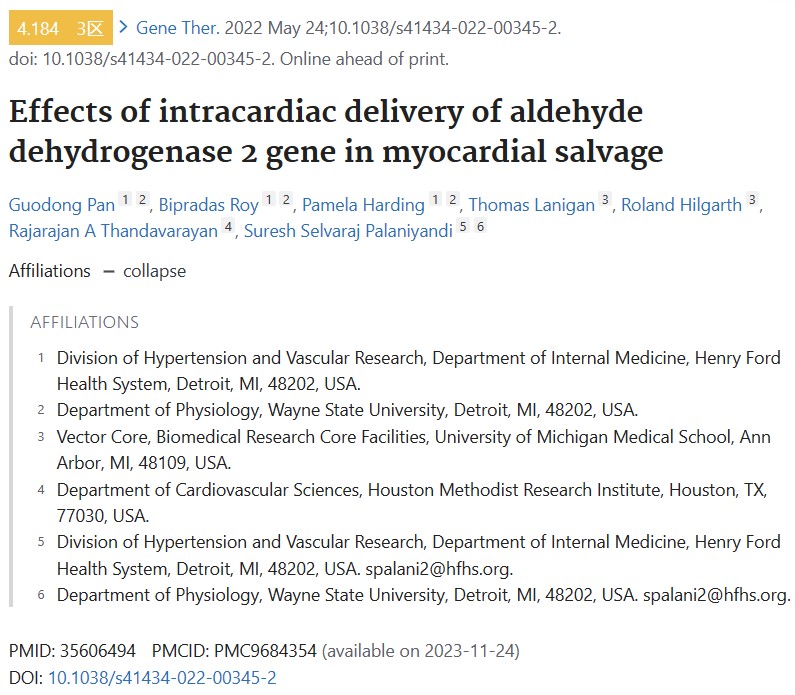 4.184 3区 > Gene Ther. 2022 May 24;10.1038/s41434-022-00345-2.
doi: 10.1038/s41434-022-00345-2. Online ahead of print.
Effects of intracardiac delivery of aldehyde
dehydrogenase 2 gene in myocardial salvage
Guodong Pan 1 2, Bipradas Roy 1 2, Pamela Harding 1 2, Thomas Lanigan 3, Roland Hilgarth 3,
Rajarajan A Thandavarayan 4, Suresh Selvaraj Palaniyandi 5 6
Affiliations – collapse
AFFILIATIONS
1 Division of Hypertension and Vascular Research, Department of Internal Medicine, Henry Ford
Health System, Detroit, MI, 48202, USA.
2 Department of Physiology, Wayne State University, Detroit, MI, 48202, USA.
3 Vector Core, Biomedical Research Core Facilities, University of Michigan Medical School, Ann
Arbor, MI, 48109, USA.
4 Department of Cardiovascular Sciences, Houston Methodist Research Institute, Houston, TX,
77030, USA.
5 Division of Hypertension and Vascular Research, Department of Internal Medicine, Henry Ford
Health System, Detroit, MI, 48202, USA. spalani2@hfhs.org.
6 Department of Physiology, Wayne State University, Detroit, MI, 48202, USA. spalani2@hfhs.org.
PMID: 35606494 PMCID: PMC9684354 (available on 2023-11-24)
DOI: 10.1038/s41434-022-00345-2